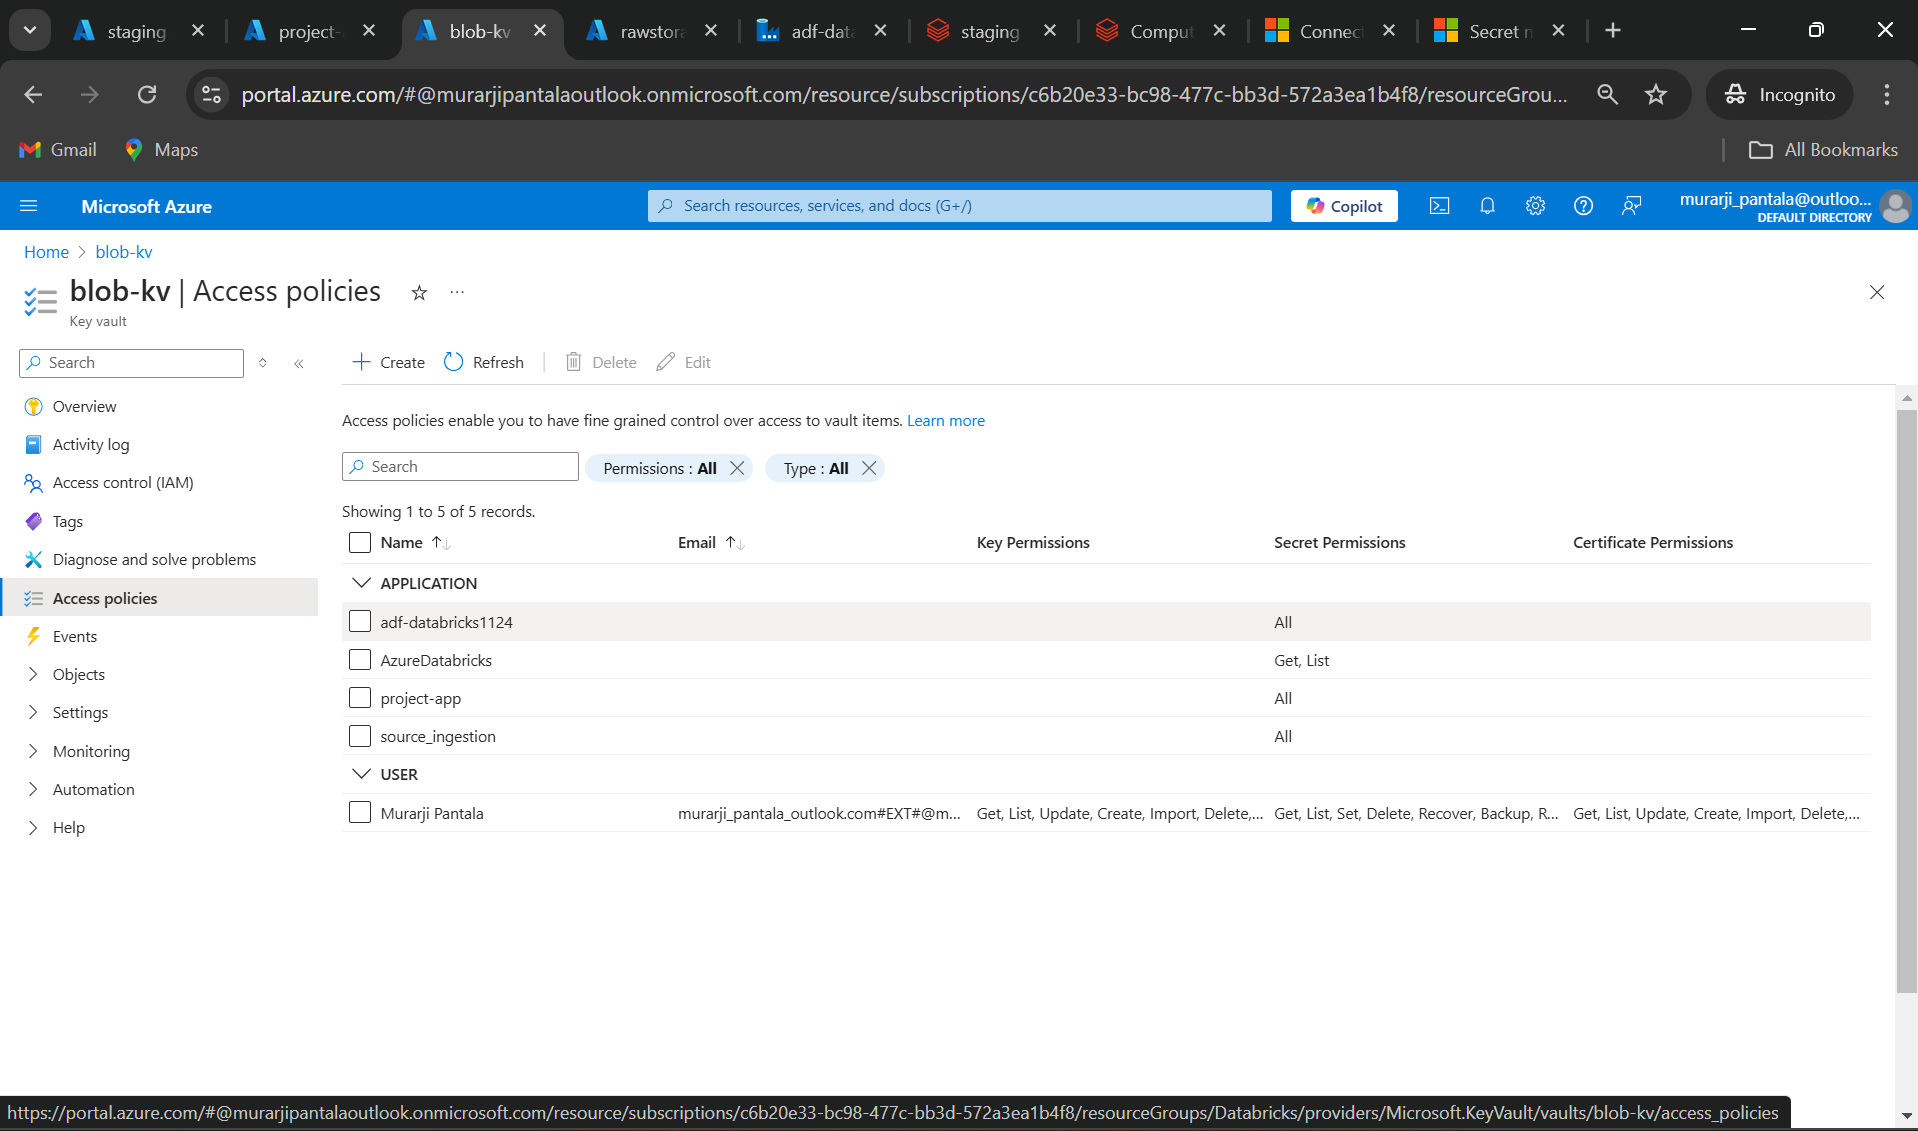 staging
project-
blob-kv
rawstora
adf-data
staging
Comput
Connec
Secret
portal.azure.com/#@murarjipantalaoutlook.onmicrosoft.com/resource/subscriptions/c6b20e33-bc98-477c-bb3d-572a3ea1b4f8/resourceGrou...
Incognito
Gmail
Maps
All Bookmarks
Microsoft Azure
Search resources, services, and docs (G+/)
Copilot
murarji_pantala@outloo...
DEFAULT DIRECTORY
Home > blob-kv
blob-kv | Access policies
Key vault
Search
Create
Refresh
Delete
Edit
Overview
Activity log
Access control (IAM)
Tags
Diagnose and solve problems
Access policies
Events
Objects
Settings
Monitoring
Automation
Help
Access policies enable you to have fine grained control over access to vault items. Learn more
Search
Permissions : All
Type : All
Showing 1 to 5 of 5 records.
Name Email Key Permissions Secret Permissions Certificate Permissions
APPLICATION
adf-databricks1124 All
AzureDatabricks Get, List
project-app All
source_ingestion All
USER
Murarji Pantala murarji_pantala_outlook.com#EXT#@m... Get, List, Update, Create, Import, Delete,... Get, List, Set, Delete, Recover, Backup, R... Get, List, Update, Create, Import, Delete,...
https://portal.azure.com/#@murarjipantalaoutlook.onmicrosoft.com/resource/subscriptions/c6b20e33-bc98-477c-bb3d-572a3ea1b4f8/resourceGroups/Databricks/providers/Microsoft.KeyVault/vaults/blob-kv/access_policies